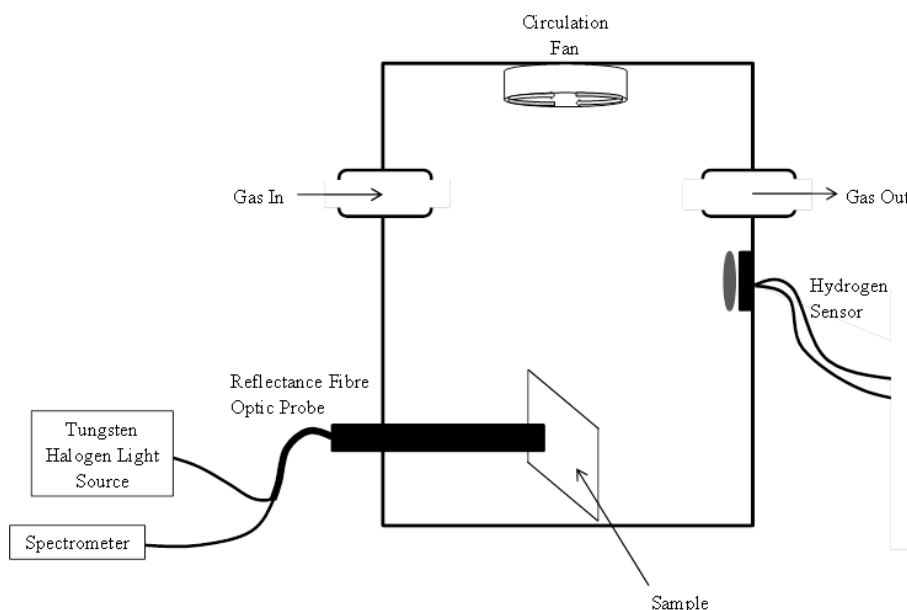 Circulation
Fan
Gas In
Gas Out
Hydrogen
Sensor
Reflectance Fibre
Optic Probe
Tungsten
Halogen Light
Source
Spectrometer
Sample